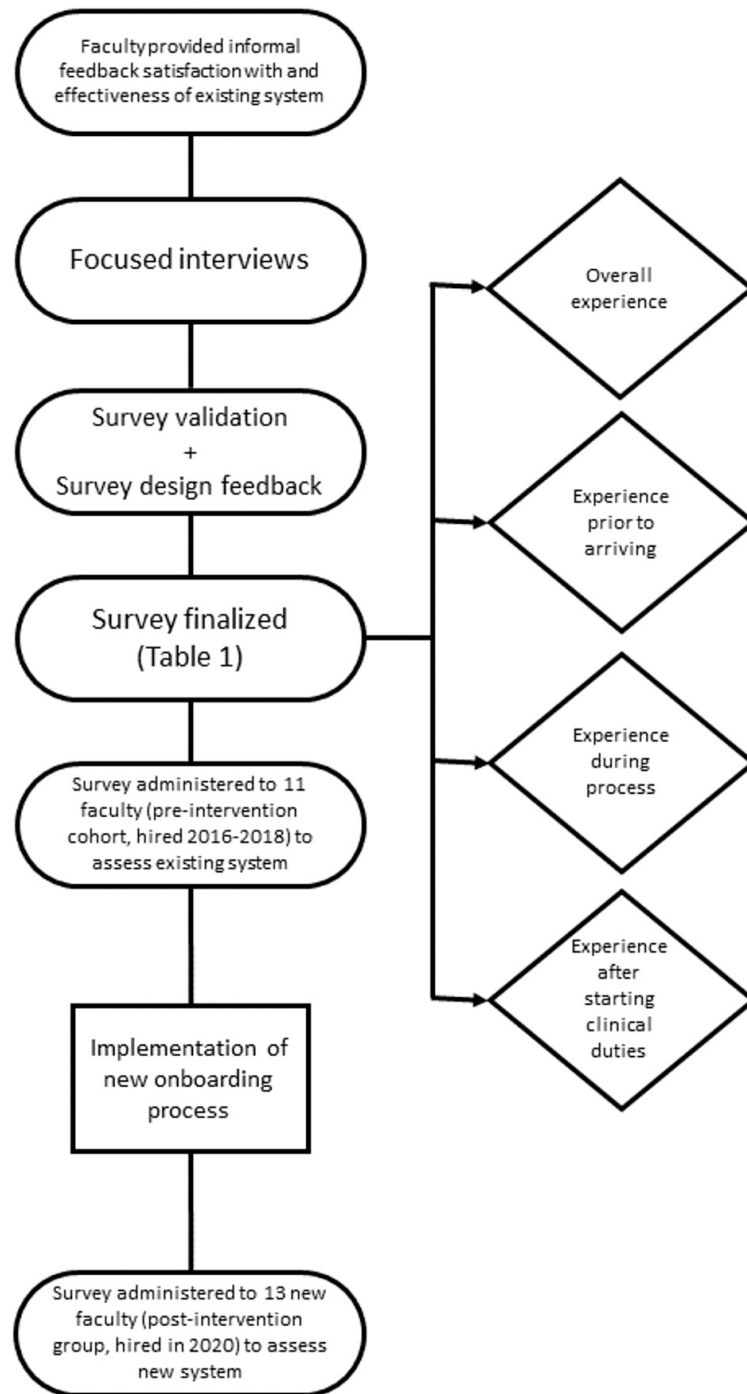 Faculty provided informal
feedback satisfaction with and
effectiveness of existing system
Focused interviews
Survey validation
+
Survey design feedback
Survey finalized
(Table 1)
Survey administered to 11
faculty (pre-intervention
cohort, hired 2016-2018) to
assess existing system
Implementation of
new onboarding
process
Survey administered to 13 new
faculty (post-intervention
group, hired in 2020) to assess
new system
Overall
experience
Experience
prior to
arriving
Experience
during
process
Experience
after
starting
clinical
duties